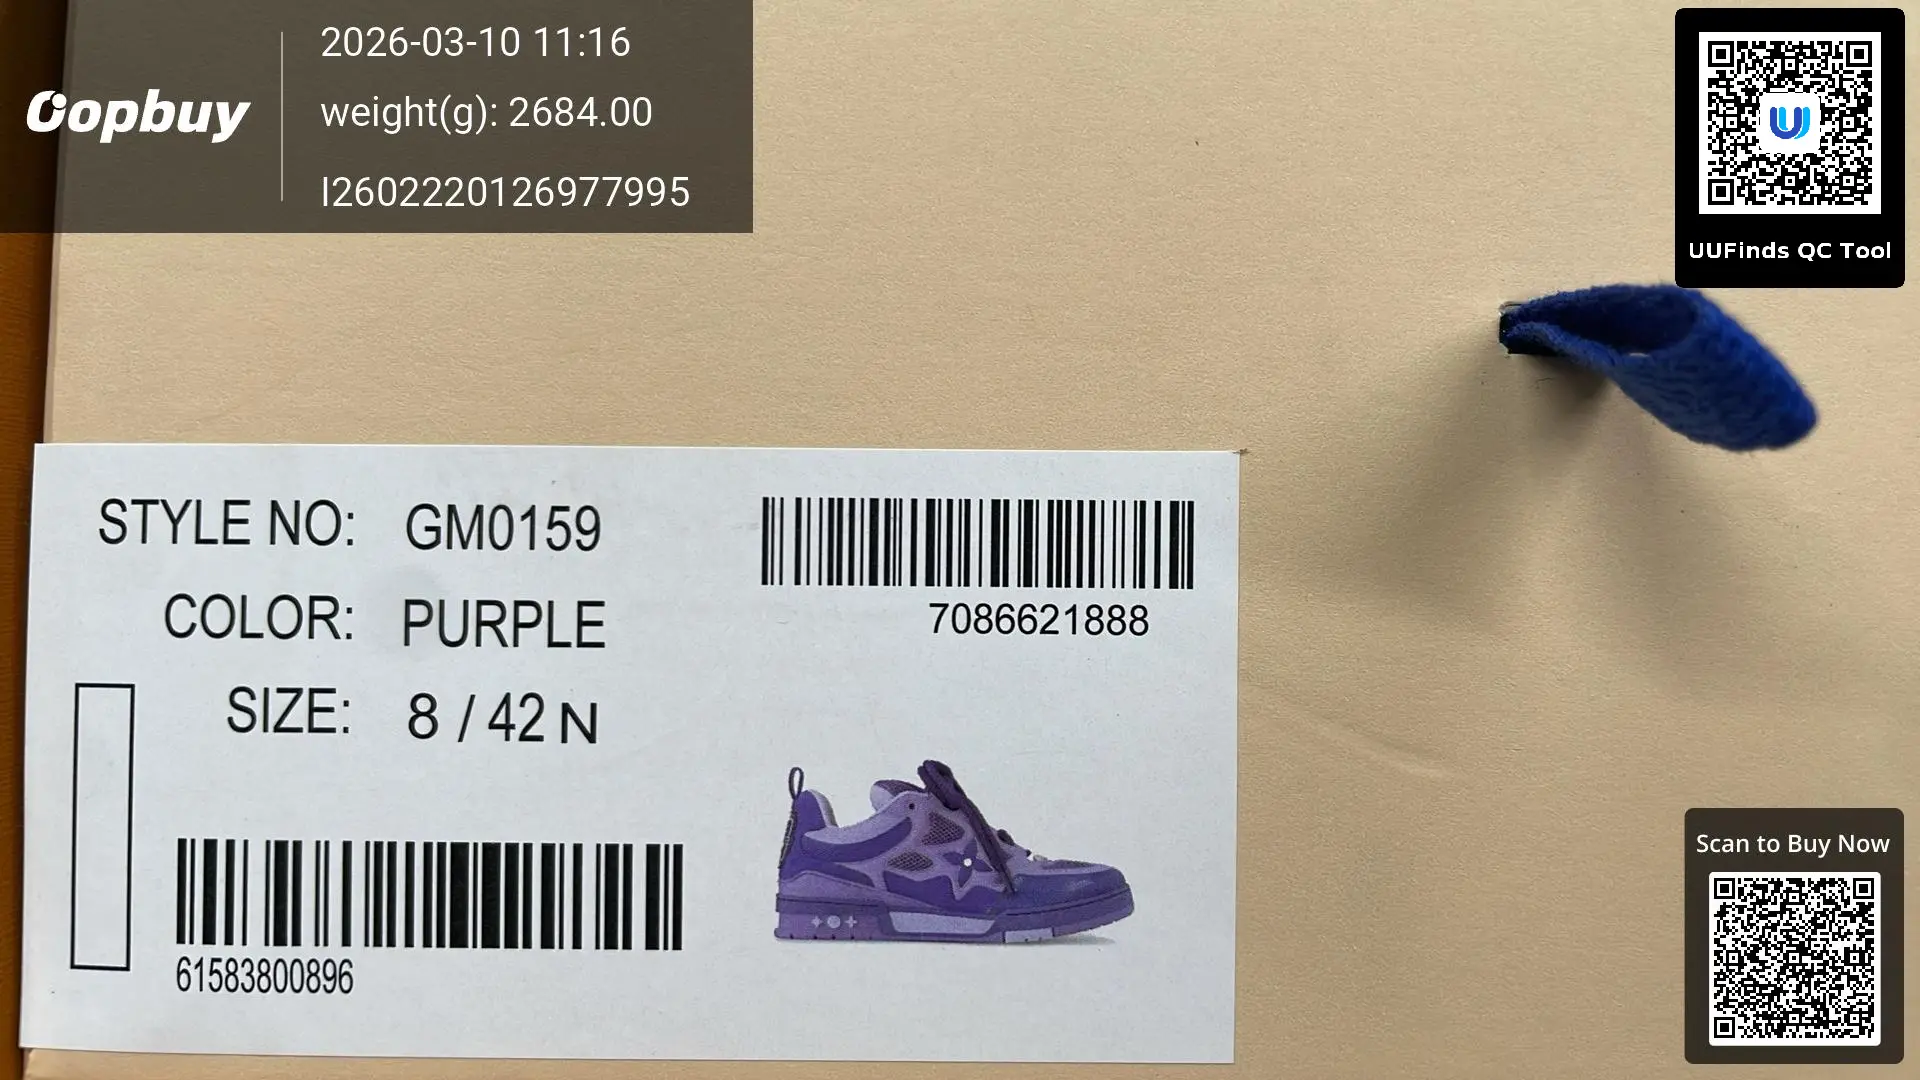 Oopbuy
2026-03-10 11:16
weight(g): 2684.00
I2602220126977995
UUFinds QC Tool
STYLE NO: GM0159
COLOR: PURPLE
SIZE: 8 / 42 N
7086621888
61583800896
Scan to Buy Now